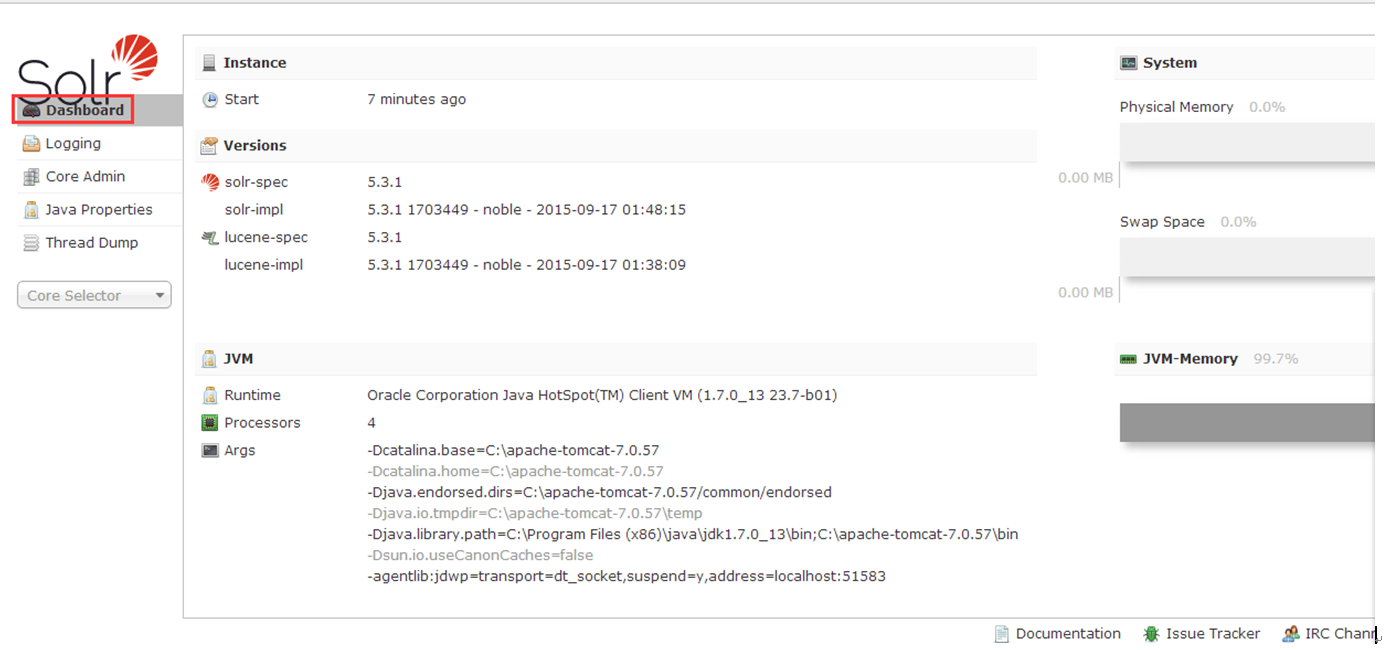 Solr
Dashboard
Logging
Core Admin
Java Properties
Thread Dump
Core Selector
Instance
Start 7 minutes ago
Versions
solr-spec 5.3.1
solr-impl 5.3.1 1703449 - noble - 2015-09-17 01:48:15
lucene-spec 5.3.1
lucene-impl 5.3.1 1703449 - noble - 2015-09-17 01:38:09
JVM
Runtime Oracle Corporation Java HotSpot(TM) Client VM (1.7.0_13 23.7-b01)
Processors 4
Args -Dcatalina.base=C:\apache-tomcat-7.0.57
-Dcatalina.home=C:\apache-tomcat-7.0.57
-Djava.endorsed.dirs=C:\apache-tomcat-7.0.57/common/endorsed
-Djava.io.tmpdir=C:\apache-tomcat-7.0.57\temp
-Djava.library.path=C:\Program Files (x86)\java\jdk1.7.0_13\bin;C:\apache-tomcat-7.0.57\bin
-Dsun.io.useCanonCaches=false
-agentlib:jdwp=transport=dt_socket,suspend=y,address=localhost:51583
System
Physical Memory 0.0%
0.00 MB
Swap Space 0.0%
0.00 MB
JVM-Memory 99.7%
Documentation Issue Tracker IRC Chann